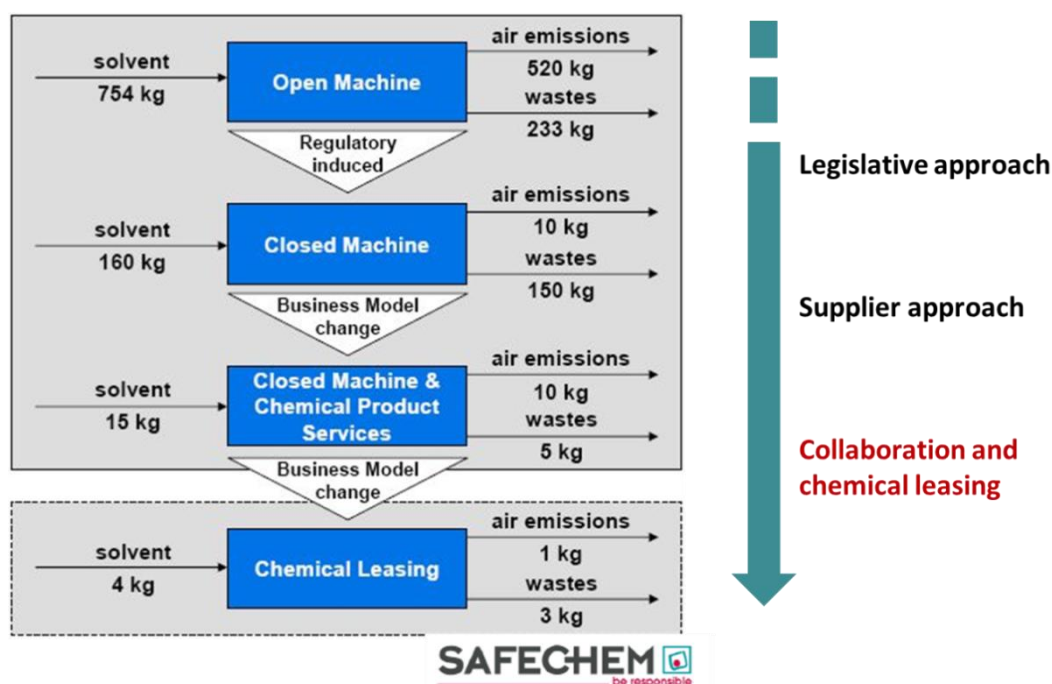 solvent
754 kg
Open Machine
air emissions
520 kg
wastes
233 kg
Regulatory
induced
Legislative approach
solvent
160 kg
Closed Machine
air emissions
10 kg
wastes
150 kg
Business Model
change
Supplier approach
solvent
15 kg
Closed Machine &
Chemical Product
Services
air emissions
10 kg
wastes
5 kg
Business Model
change
Collaboration and
chemical leasing
solvent
4 kg
Chemical Leasing
air emissions
1 kg
wastes
3 kg
SAFECHEM
be responsible